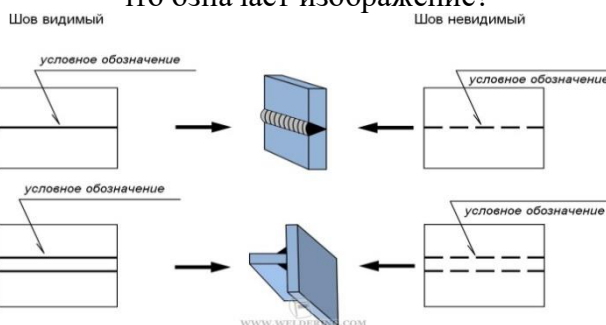 что означает изображение?
Шов видимый
Шов невидимый
условное обозначение
условное обозначение
условное обозначение
условное обозначение